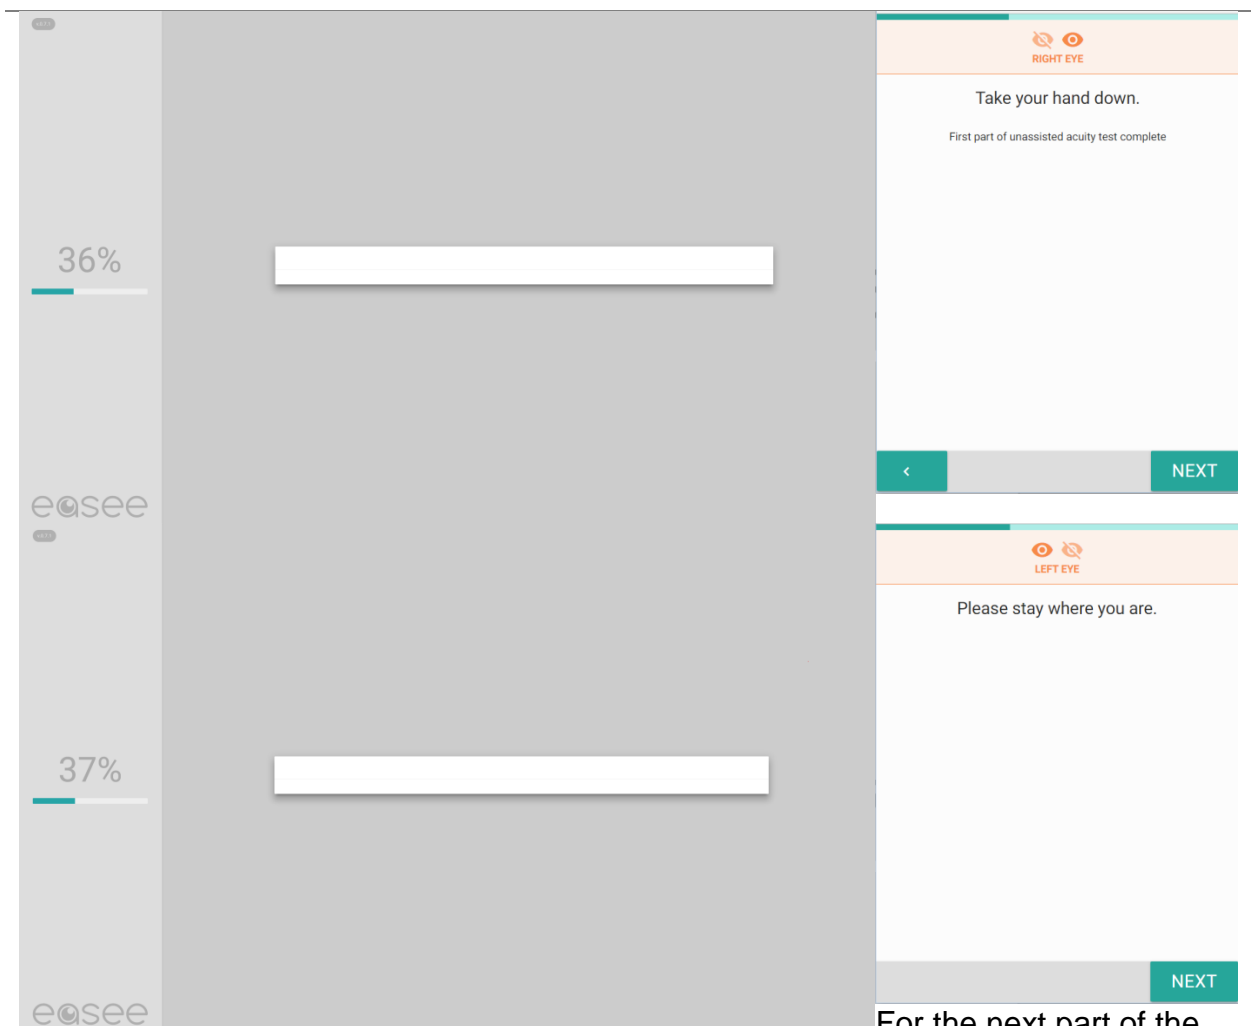 36%
easee
RIGHT EYE
Take your hand down.
First part of unassisted acuity test complete
NEXT
37%
easee
LEFT EYE
Please stay where you are.
NEXT
For the next part of the